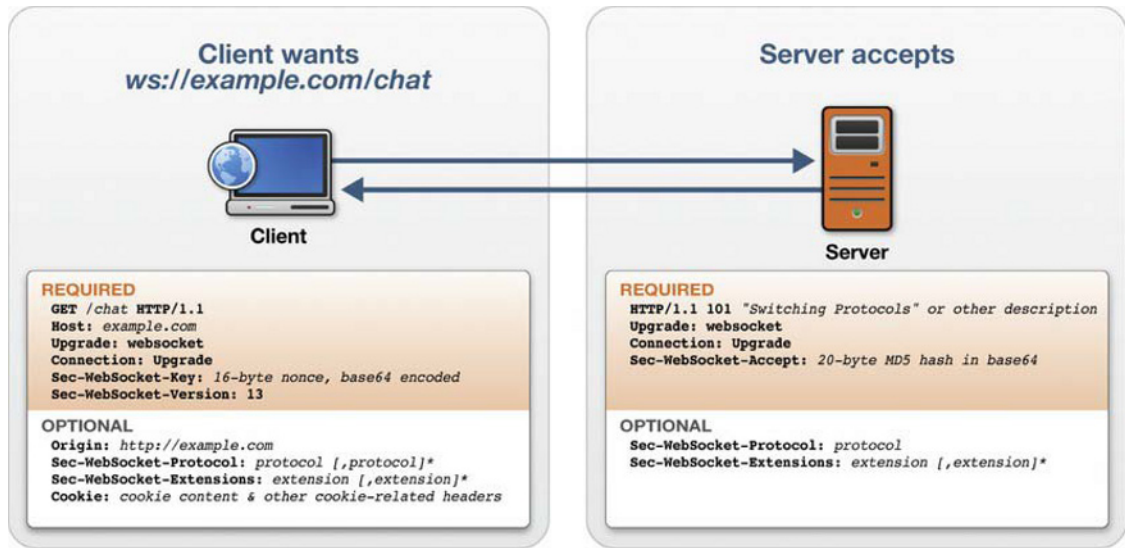 Client wants
ws://example.com/chat
Client
REQUIRED
GET /chat HTTP/1.1
Host: example.com
Upgrade: websocket
Connection: Upgrade
Sec-WebSocket-Key: 16-byte nonce, base64 encoded
Sec-WebSocket-Version: 13
OPTIONAL
Origin: http://example.com
Sec-WebSocket-Protocol: protocol [,protocol]*
Sec-WebSocket-Extensions: extension [,extension]*
Cookie: cookie content & other cookie-related headers
Server accepts
Server
REQUIRED
HTTP/1.1 101 "Switching Protocols" or other description
Upgrade: websocket
Connection: Upgrade
Sec-WebSocket-Accept: 20-byte MD5 hash in base64
OPTIONAL
Sec-WebSocket-Protocol: protocol
Sec-WebSocket-Extensions: extension [,extension]*